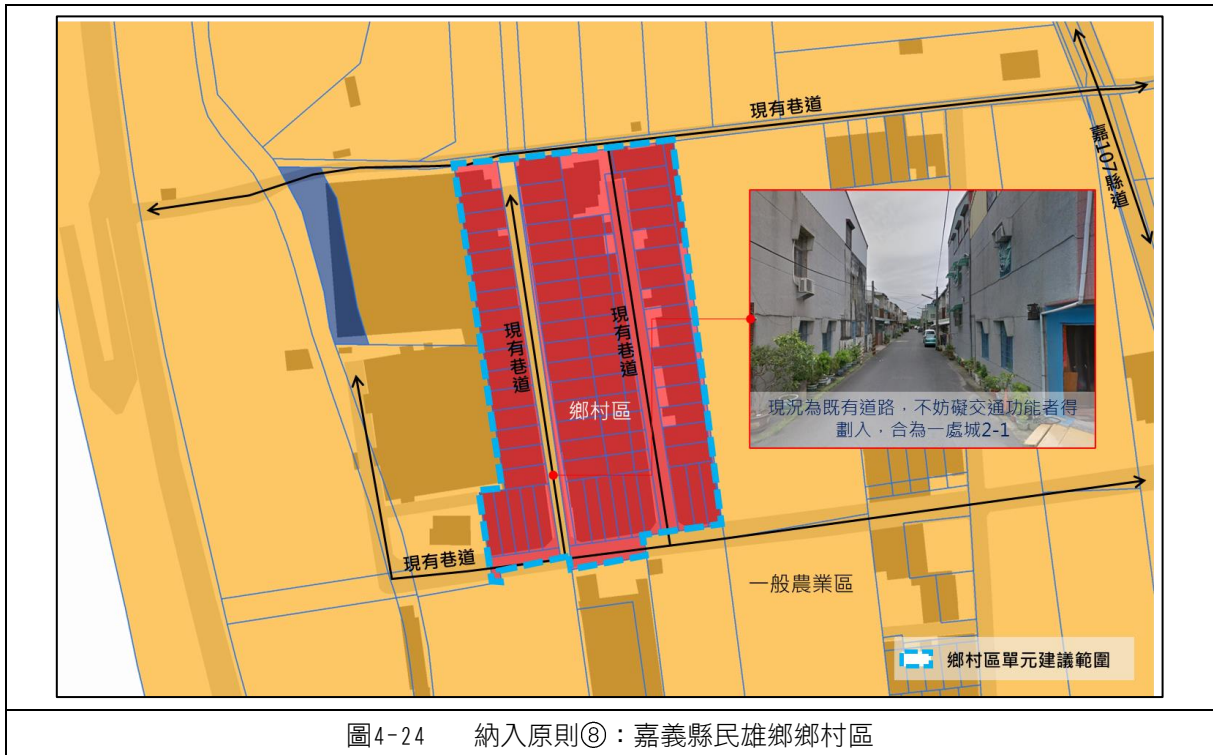 現有巷道
嘉107縣道
現有巷道
現有巷道
鄉村區
現況為既有道路，不妨礙交通功能者得
劃入，合為一處城2-1
現有巷道
一般農業區
鄉村區單元建議範圍
圖4-24 納入原則⑧：嘉義縣民雄鄉鄉村區